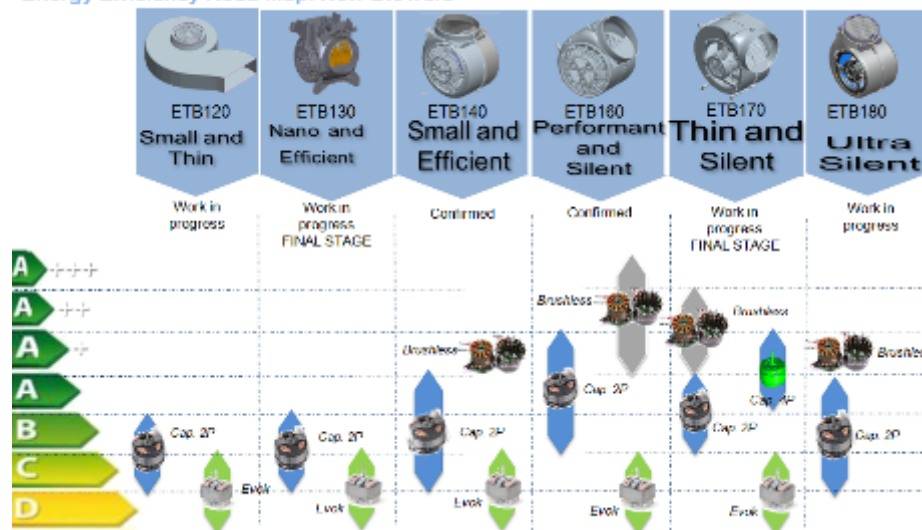 ETB120
Small and
Thin
ETB130
Nano and
Efficient
ETB140
Small and
Efficient
ETB160
Performant
and
Silent
ETB170
Thin and
Silent
ETB180
Ultra
Silent
Work in
progress
Work in
progress
FINAL STAGE
Confirmed
Confirmed
Work in
progress
FINAL STAGE
Work in
progress
A +++
A ++
Brushless
Brushless
A +
Brushless
Brushless
A
Cap. 2P
Cap. 4P
B
Cap. 2P
Cap. 2P
Cap. 2P
Cap. 2P
Cap. 2P
C
Evok
Evok
Evok
Evok
Evok
D